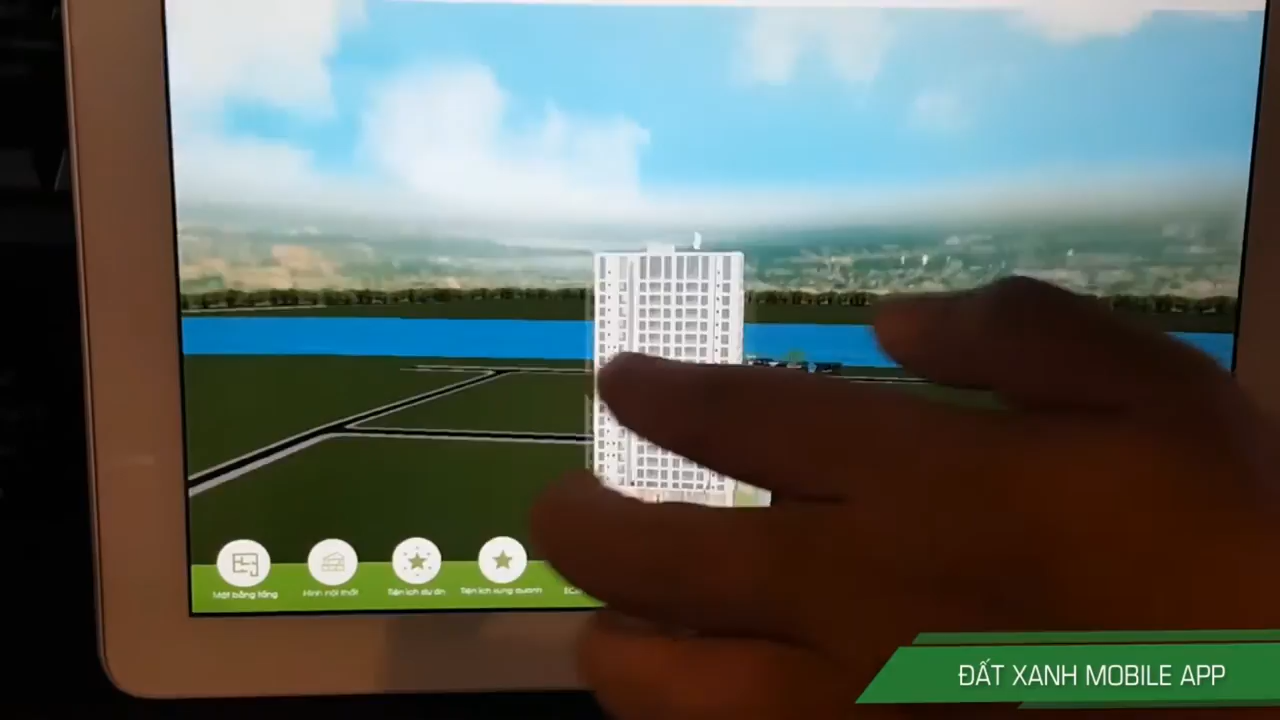 Mặt bằng tầng
Hình nội thất
Tiện ích dự án
Tiện ích xung quanh
ĐẤT XANH MOBILE APP